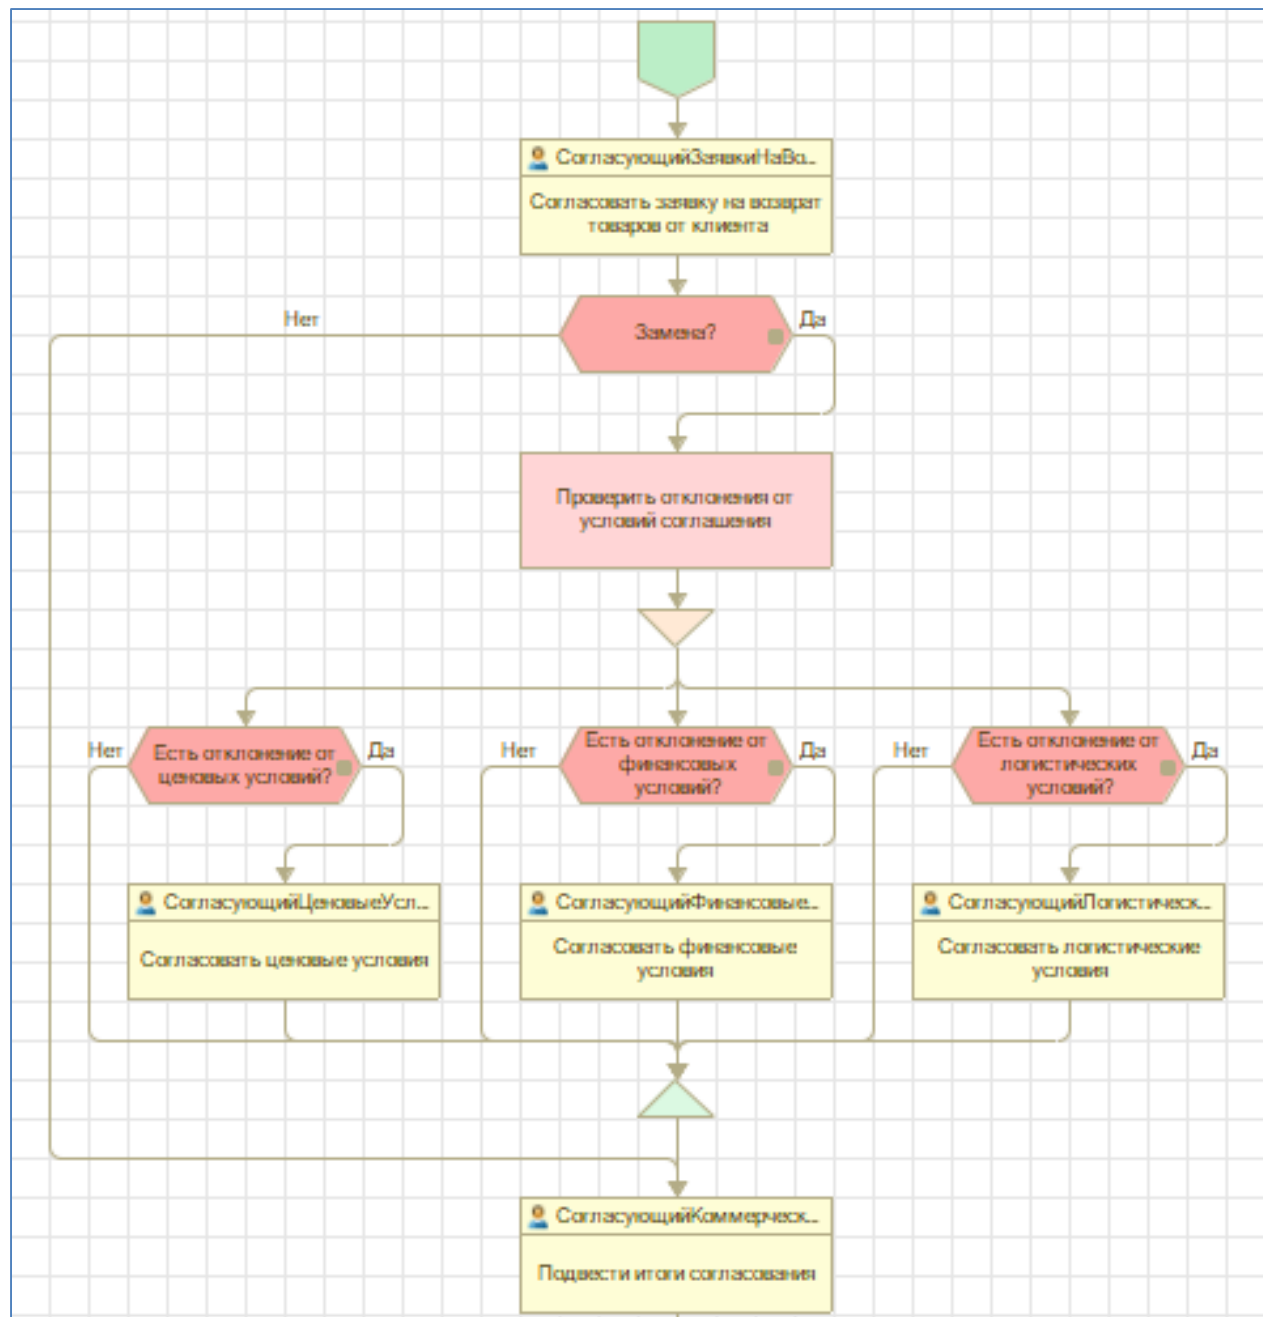 СогласующийЗаявкиНаВо...
Согласовать заявку на возврат
товаров от клиента
Нет
Замена?
Да
Проверить отклонения от
условий соглашения
Нет
Есть отклонение от
ценовых условий?
Да
Нет
Есть отклонение от
финансовых
условий?
Да
Нет
Есть отклонение от
логистических
условий?
Да
СогласующийЦеновыеУсл...
Согласовать ценовые условия
СогласующийФинансовые...
Согласовать финансовые
условия
СогласующийЛогистическ...
Согласовать логистические
условия
СогласующийКоммерческ...
Подвести итоги согласования